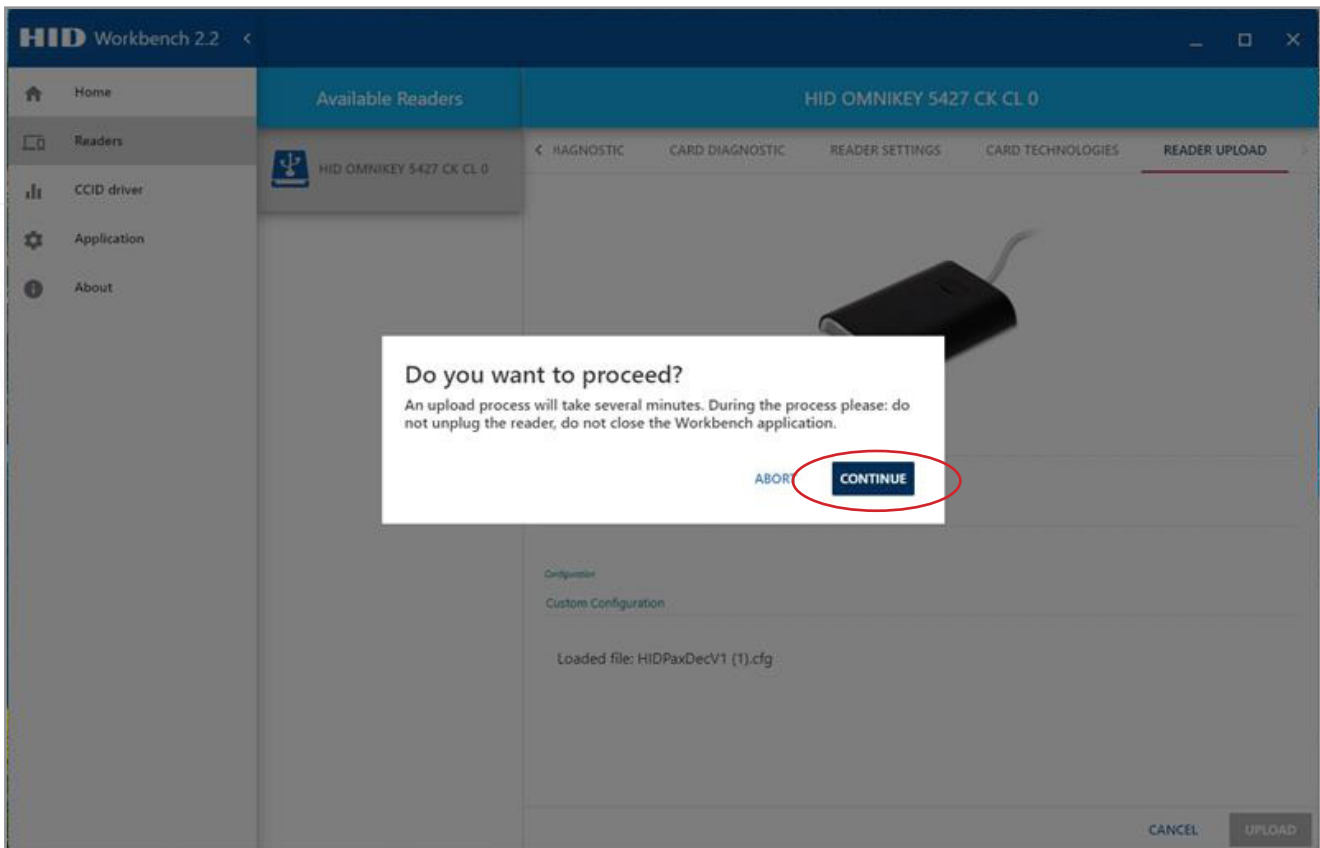 HID Workbench 2.2
Home
Readers
CCID driver
Application
About
Available Readers
HID OMNIKEY 5427 CK CL 0
HID OMNIKEY 5427 CK CL 0
IAGNOSTIC CARD DIAGNOSTIC READER SETTINGS CARD TECHNOLOGIES READER UPLOAD
Do you want to proceed?
An upload process will take several minutes. During the process please: do
not unplug the reader, do not close the Workbench application.
ABORT CONTINUE
Configuration
Custom Configuration
Loaded file: HIDPaxDecV1 (1).cfg
CANCEL UPLOAD